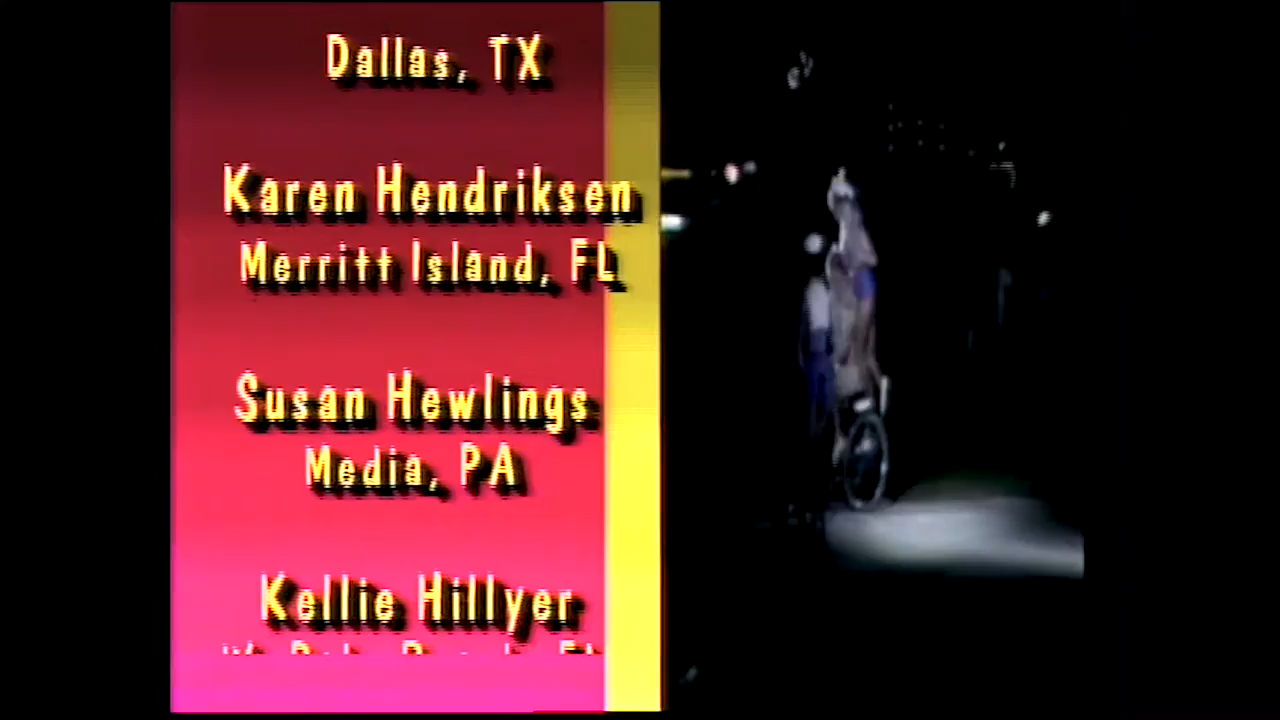 Dallas, TX
Karen Hendriksen
Merritt Island, FL
Susan Hewlings
Media, PA
Kellie Hillyer